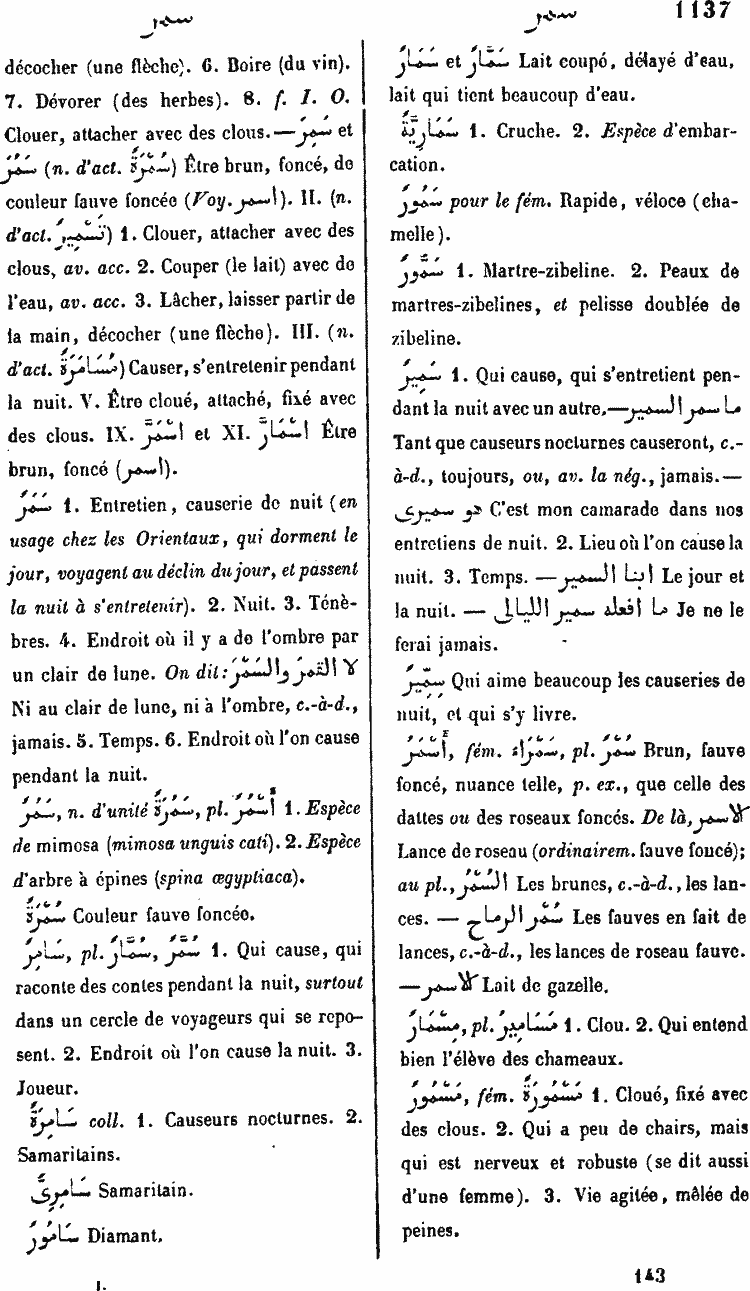 سمر
سمر
1137
décocher (une flèche). 6. Boire (du vin).
7. Dévorer (des herbes). 8. f. I. O.
Clouer, attacher avec des clous. — سَمِرَ et
سَمُرَ (n. d'act. سُمْرَةٌ) Être brun, foncé, de
couleur fauve foncée (Voy. اسمر). II. (n.
d'act. تَسْمِيرٌ) 1. Clouer, attacher avec des
clous, av. acc. 2. Couper (le lait) avec de
l'eau, av. acc. 3. Lâcher, laisser partir de
la main, décocher (une flèche). III. (n.
d'act. مُسَامَرَةٌ) Causer, s'entretenir pendant
la nuit. V. Être cloué, attaché, fixé avec
des clous. IX. اسْمَرَّ et XI. اسْمَارَّ Être
brun, foncé (اسمر).
سَمَرٌ 1. Entretien, causerie de nuit (en
usage chez les Orientaux, qui dorment le
jour, voyagent au déclin du jour, et passent
la nuit à s'entretenir). 2. Nuit. 3. Ténè-
bres. 4. Endroit où il y a de l'ombre par
un clair de lune. On dit: لا القَمَرَ والسَّمَرَ
Ni au clair de lune, ni à l'ombre, c.-à-d.,
jamais. 5. Temps. 6. Endroit où l'on cause
pendant la nuit.
سَمُرٌ, n. d'unité سَمُرَةٌ, pl. أَسْمُرٌ 1. Espèce
de mimosa (mimosa unguis cati). 2. Espèce
d'arbre à épines (spina ægyptiaca).
سُمْرَةٌ Couleur fauve foncée.
سَامِرٌ, pl. سُمَّارٌ, سُمَّرٌ 1. Qui cause, qui
raconte des contes pendant la nuit, surtout
dans un cercle de voyageurs qui se repo-
sent. 2. Endroit où l'on cause la nuit. 3.
Joueur.
سَامِرَةٌ coll. 1. Causeurs nocturnes. 2.
Samaritains.
سَامِرِىٌّ Samaritain.
سَامُورٌ Diamant.
I.
سَمَارٌ et سَمَّارٌ Lait coupé, délayé d'eau,
lait qui tient beaucoup d'eau.
سُمَّارِيَّةٌ 1. Cruche. 2. Espèce d'embar-
cation.
سَمُورٌ pour le fém. Rapide, véloce (cha-
melle).
سَمُّورٌ 1. Martre-zibeline. 2. Peaux de
martres-zibelines, et pelisse doublée de
zibeline.
سَمِيرٌ 1. Qui cause, qui s'entretient pen-
dant la nuit avec un autre. — ما سمر السمير
Tant que causeurs nocturnes causeront, c.-
à-d., toujours, ou, av. la nég., jamais. —
هو سميرى C'est mon camarade dans nos
entretiens de nuit. 2. Lieu où l'on cause la
nuit. 3. Temps. — ابنا السمير Le jour et
la nuit. — ما افعله سمير الليالى Je ne le
ferai jamais.
سِمِّيرٌ Qui aime beaucoup les causeries de
nuit, et qui s'y livre.
أَسْمَرُ, fém. سَمْرَاءُ, pl. سُمْرٌ Brun, fauve
foncé, nuance telle, p. ex., que celle des
dattes ou des roseaux foncés. De là, الاسمر
Lance de roseau (ordinairem. fauve foncé);
au pl., السُّمْرُ Les brunes, c.-à-d., les lan-
ces. — سُمْر الرماح Les fauves en fait de
lances, c.-à-d., les lances de roseau fauve.
— الاسمر Lait de gazelle.
مِسْمَارٌ, pl. مَسَامِيرُ 1. Clou. 2. Qui entend
bien l'élève des chameaux.
مَسْمُورٌ, fém. مَسْمُورَةٌ 1. Cloué, fixé avec
des clous. 2. Qui a peu de chairs, mais
qui est nerveux et robuste (se dit aussi
d'une femme). 3. Vie agitée, mêlée de
peines.
143